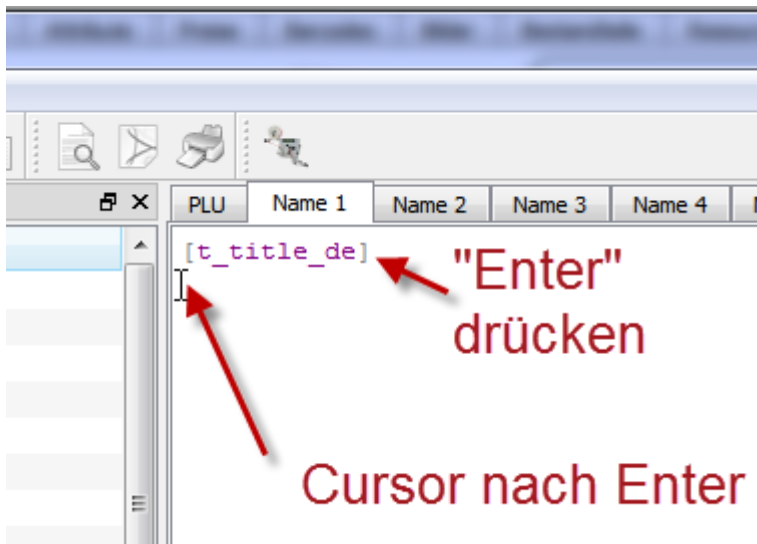 PLU Name 1 Name 2 Name 3 Name 4
[t_title_de]
"Enter"
drücken
Cursor nach Enter